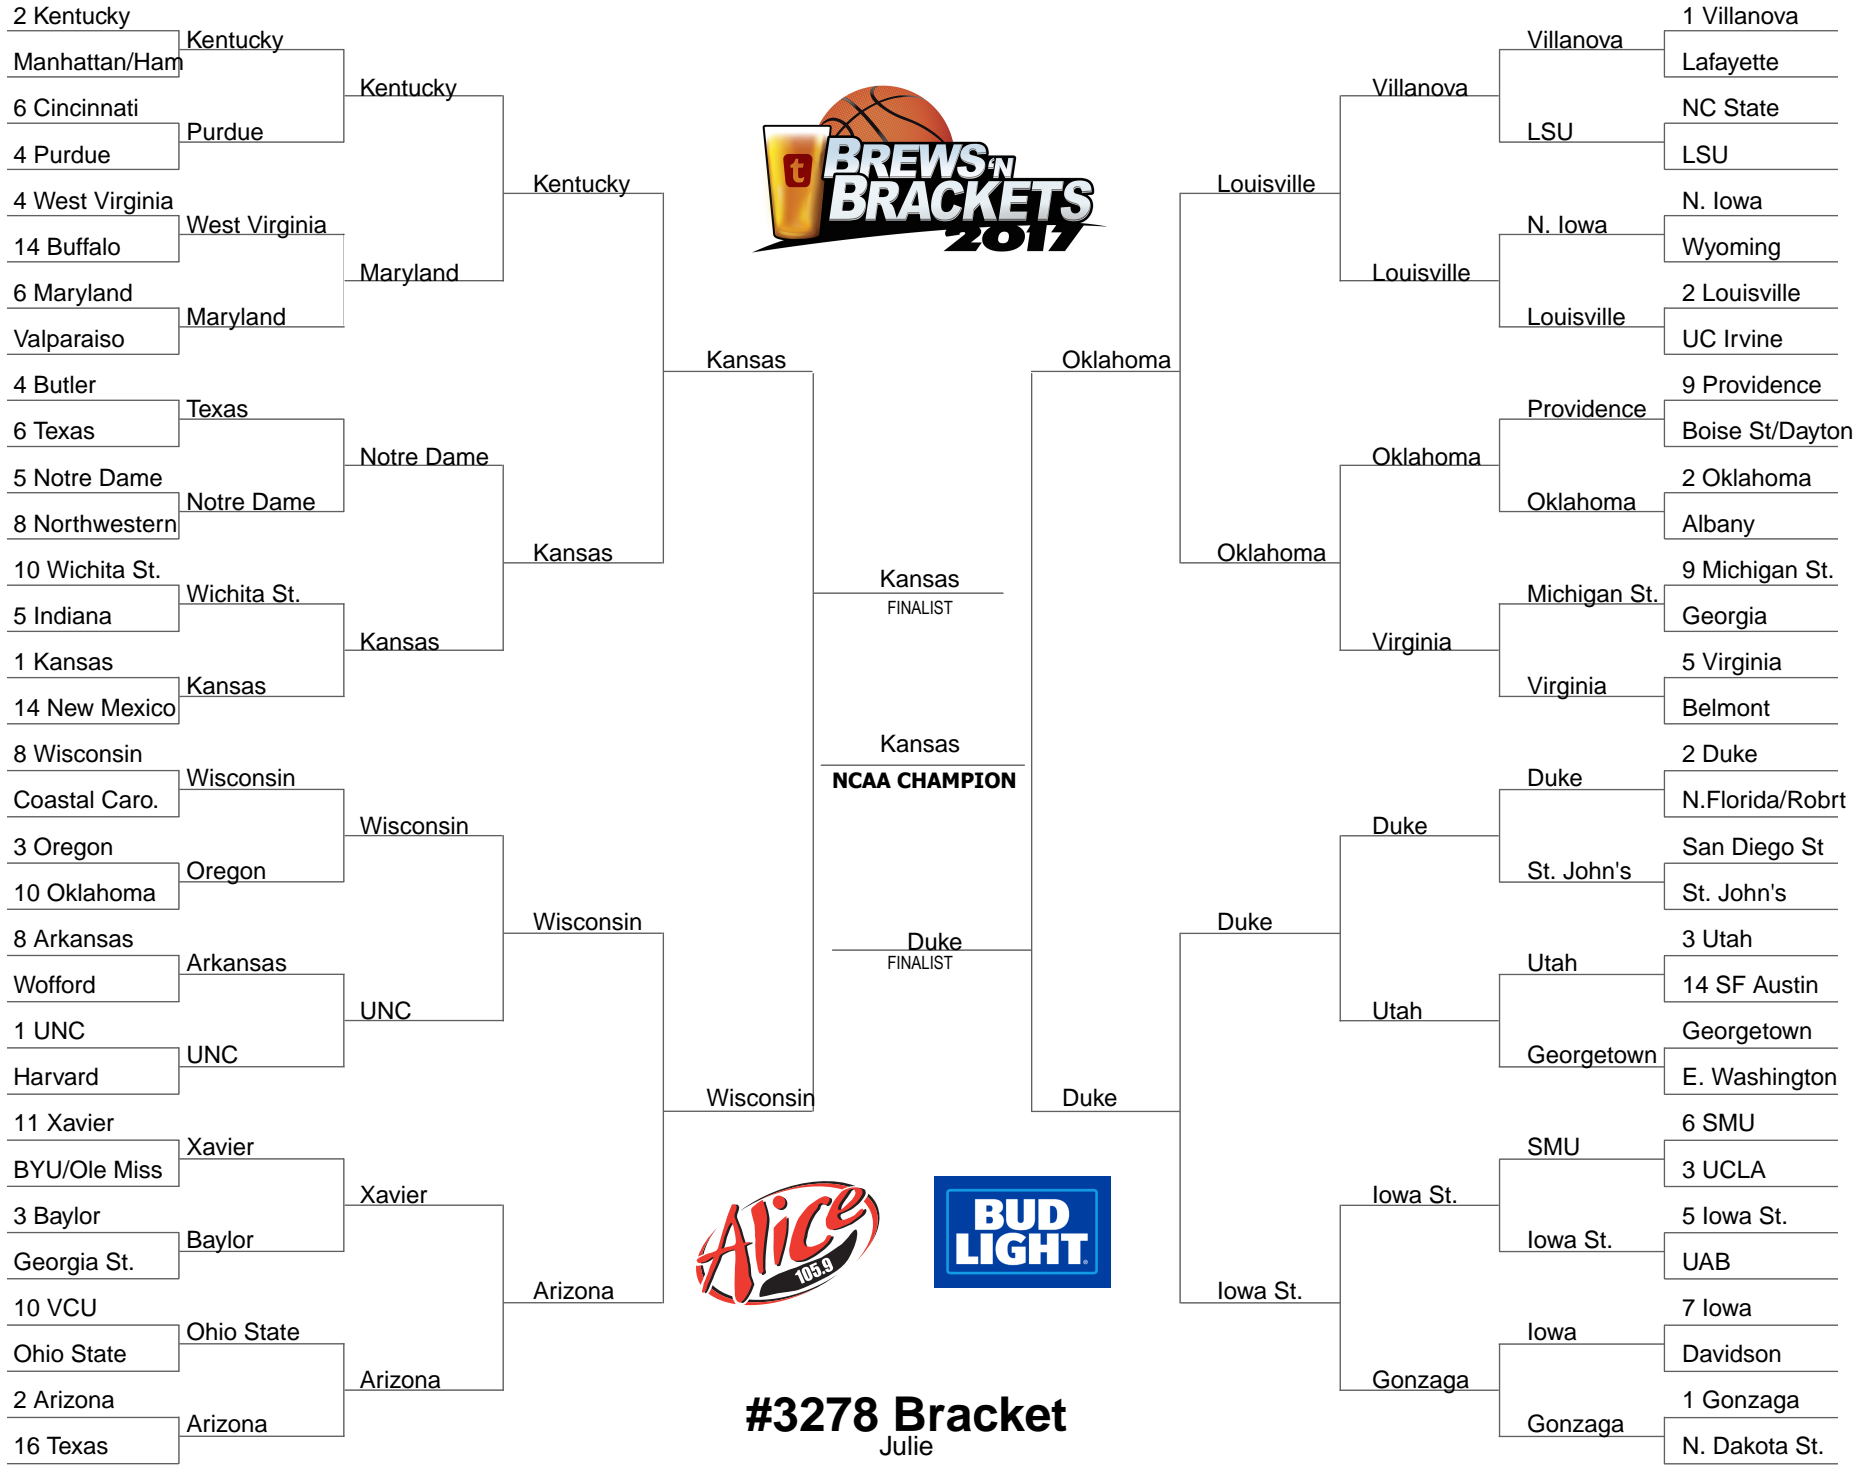 2 Kentucky
Manhattan/Ham
6 Cincinnati
4 Purdue
4 West Virginia
14 Buffalo
6 Maryland
Valparaiso
4 Butler
6 Texas
5 Notre Dame
8 Northwestern
10 Wichita St.
5 Indiana
1 Kansas
14 New Mexico
8 Wisconsin
Coastal Caro.
3 Oregon
10 Oklahoma
8 Arkansas
Wofford
1 UNC
Harvard
11 Xavier
BYU/Ole Miss
3 Baylor
Georgia St.
10 VCU
Ohio State
2 Arizona
16 Texas
Kentucky
Purdue
West Virginia
Maryland
Texas
Notre Dame
Wichita St.
Kansas
Wisconsin
Oregon
Arkansas
UNC
Xavier
Baylor
Ohio State
Arizona
Kentucky
Maryland
Notre Dame
Kansas
Wisconsin
UNC
Xavier
Arizona
Kentucky
Kansas
Wisconsin
Arizona
Kansas
Wisconsin
t
BREWS 'N
BRACKETS
2017
Kansas
FINALIST
Kansas
NCAA CHAMPION
Duke
FINALIST
Alice
105.9
BUD
LIGHT
#3278 Bracket
Julie
Oklahoma
Duke
Louisville
Oklahoma
Duke
Iowa St.
Villanova
Louisville
Oklahoma
Virginia
Duke
Utah
Iowa St.
Gonzaga
Villanova
LSU
N. Iowa
Louisville
Providence
Oklahoma
Michigan St.
Virginia
Duke
St. John's
Utah
Georgetown
SMU
Iowa St.
Iowa
Gonzaga
1 Villanova
Lafayette
NC State
LSU
N. Iowa
Wyoming
2 Louisville
UC Irvine
9 Providence
Boise St/Dayton
2 Oklahoma
Albany
9 Michigan St.
Georgia
5 Virginia
Belmont
2 Duke
N.Florida/Robrt
San Diego St
St. John's
3 Utah
14 SF Austin
Georgetown
E. Washington
6 SMU
3 UCLA
5 Iowa St.
UAB
7 Iowa
Davidson
1 Gonzaga
N. Dakota St.